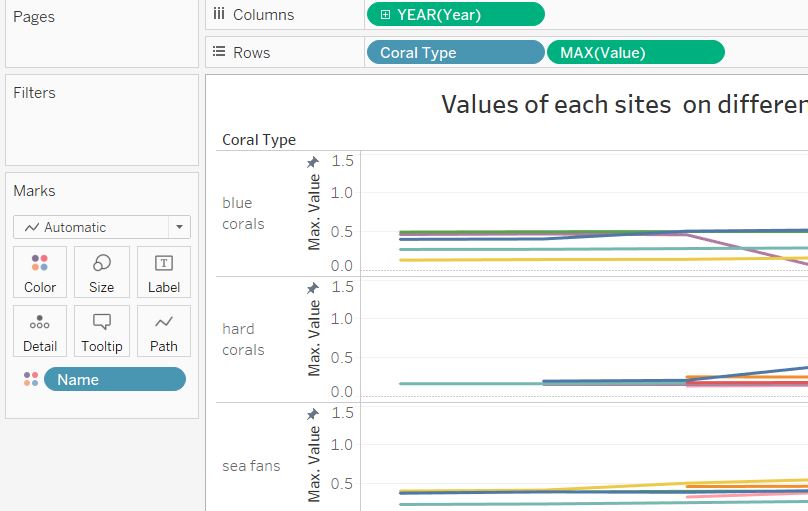 Pages
Columns
YEAR(Year)
Rows
Coral Type
MAX(Value)
Filters
Marks
Automatic
Color
Size
Label
Detail
Tooltip
Path
Name
Values of each sites on differen
Coral Type
blue
corals
Max. Value
1.5
1.0
0.5
0.0
hard
corals
Max. Value
1.5
1.0
0.5
0.0
sea fans
Max. Value
1.5
1.0
0.5